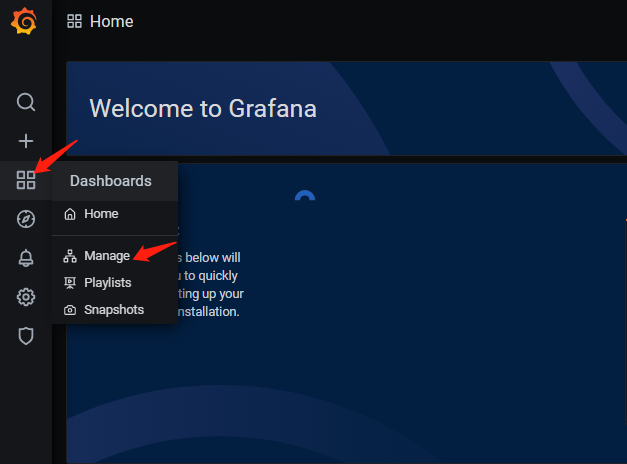 Home
Welcome to Grafana
Dashboards
Home
Manage
Playlists
Snapshots
below will
to quickly
ting up your
nstallation.